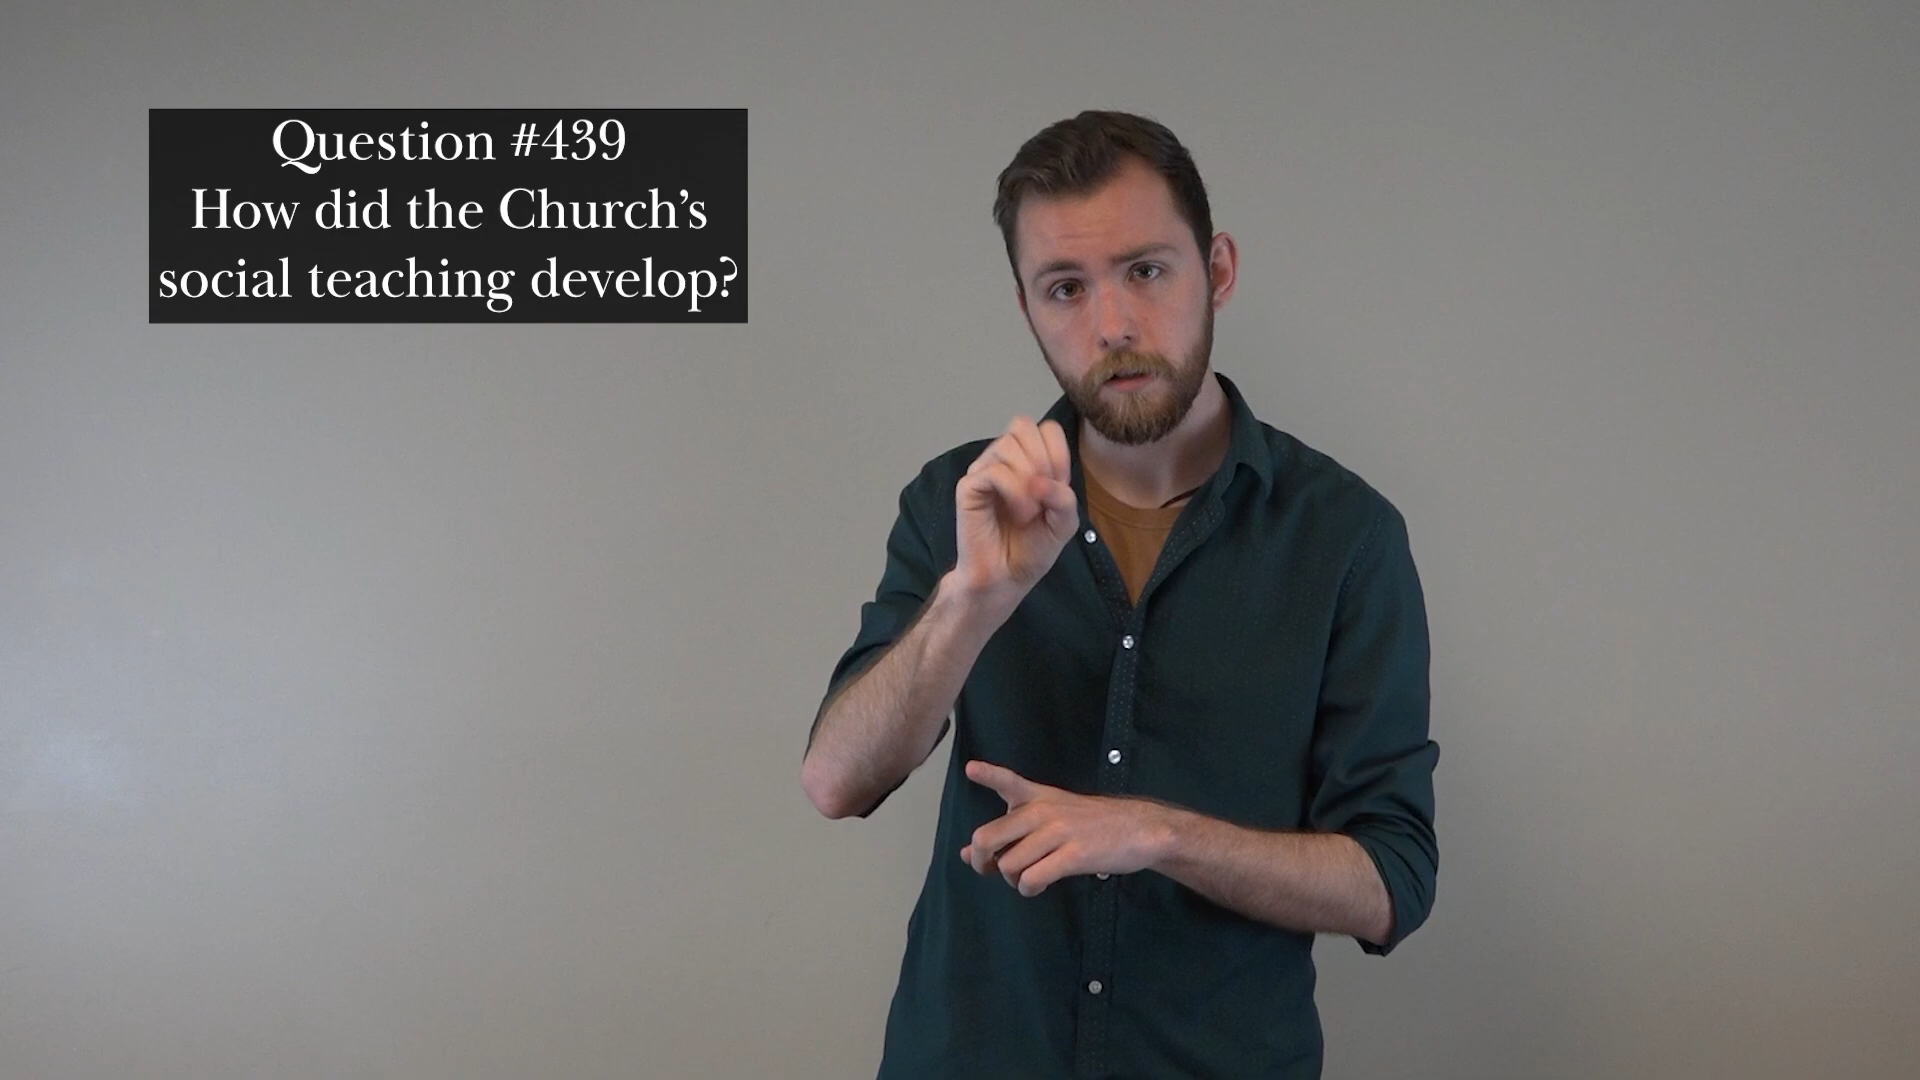 Question #439
How did the Church’s
social teaching develop?